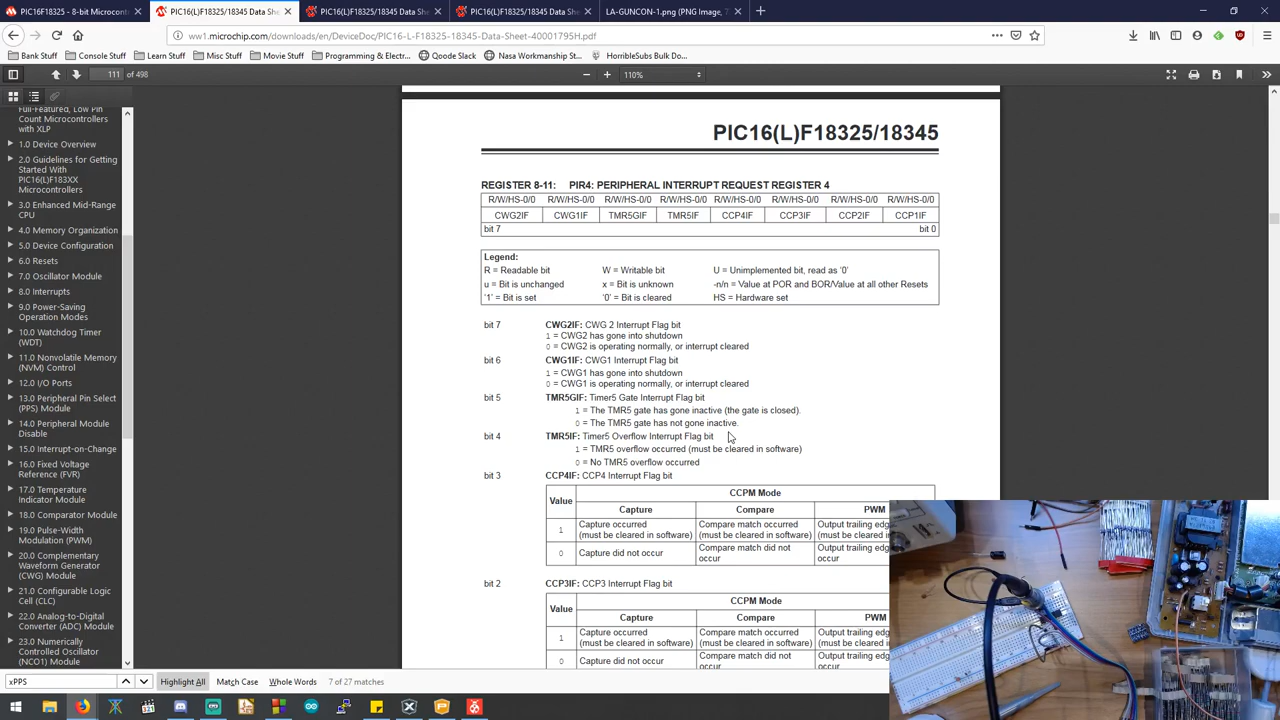 PIC16F18325 - 8-bit Microcont
PIC16(L)F18325/18345 Data She
PIC16(L)F18325/18345 Data She
PIC16(L)F18325/18345 Data She
LA-GUNCON-1.png (PNG Image, 7
ww1.microchip.com/downloads/en/DeviceDoc/PIC16-L-F18325-18345-Data-Sheet-40001795H.pdf
Bank Stuff
Console Stuff
Learn Stuff
Misc Stuff
Movie Stuff
Programming & Electr...
Qoode Slack
Nasa Workmanship St...
HorribleSubs Bulk Do...
111 of 498
110%
Full-Featured, Low Pin
Count Microcontrollers
with XLP
1.0 Device Overview
2.0 Guidelines for Getting
Started With
PIC16(L)F183XX
Microcontrollers
3.0 Enhanced Mid-Range
CPU
4.0 Memory Organization
5.0 Device Configuration
6.0 Resets
7.0 Oscillator Module
8.0 Interrupts
9.0 Power-Saving
Operation Modes
10.0 Watchdog Timer
(WDT)
11.0 Nonvolatile Memory
(NVM) Control
12.0 I/O Ports
13.0 Peripheral Pin Select
(PPS) Module
14.0 Peripheral Module
Disable
15.0 Interrupt-on-Change
16.0 Fixed Voltage
Reference (FVR)
17.0 Temperature
Indicator Module
18.0 Comparator Module
19.0 Pulse-Width
Modulation (PWM)
20.0 Complementary
Waveform Generator
(CWG) Module
21.0 Configurable Logic
Cell (CLC)
22.0 Analog-to-Digital
Converter (ADC) Module
23.0 Numerically
Controlled Oscillator
(NCO1) Module
PIC16(L)F18325/18345
REGISTER 8-11: PIR4: PERIPHERAL INTERRUPT REQUEST REGISTER 4
R/W/HS-0/0 R/W/HS-0/0 R/W/HS-0/0 R/W/HS-0/0 R/W/HS-0/0 R/W/HS-0/0 R/W/HS-0/0 R/W/HS-0/0
CWG2IF CWG1IF TMR5GIF TMR5IF CCP4IF CCP3IF CCP2IF CCP1IF
bit 7 bit 0
Legend:
R = Readable bit W = Writable bit U = Unimplemented bit, read as ‘0’
u = Bit is unchanged x = Bit is unknown -n/n = Value at POR and BOR/Value at all other Resets
‘1’ = Bit is set ‘0’ = Bit is cleared HS = Hardware set
bit 7 CWG2IF: CWG 2 Interrupt Flag bit
1 = CWG2 has gone into shutdown
0 = CWG2 is operating normally, or interrupt cleared
bit 6 CWG1IF: CWG1 Interrupt Flag bit
1 = CWG1 has gone into shutdown
0 = CWG1 is operating normally, or interrupt cleared
bit 5 TMR5GIF: Timer5 Gate Interrupt Flag bit
1 = The TMR5 gate has gone inactive (the gate is closed).
0 = The TMR5 gate has not gone inactive.
bit 4 TMR5IF: Timer5 Overflow Interrupt Flag bit
1 = TMR5 overflow occurred (must be cleared in software)
0 = No TMR5 overflow occurred
bit 3 CCP4IF: CCP4 Interrupt Flag bit
Value CCPM Mode
Capture Compare PWM
1 Capture occurred (must be cleared in software) Compare match occurred (must be cleared in software) Output trailing edg (must be cleared i
0 Capture did not occur Compare match did not occur Output trailing edg occur
bit 2 CCP3IF: CCP3 Interrupt Flag bit
Value CCPM Mode
Capture Compare PWM
1 Capture occurred (must be cleared in software) Compare match occurred (must be cleared in software) Output trailing edg (must be cleared i
0 Capture did not occur Compare match did not occur Output trailing edg occur
xPPS
Highlight All
Match Case
Whole Words
7 of 27 matches